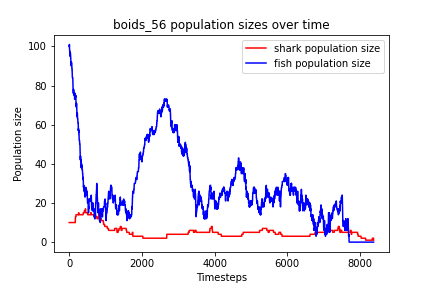 boids_56 population sizes over time
shark population size
fish population size
Population size
100
80
60
40
20
0
0
2000
4000
6000
8000
Timesteps